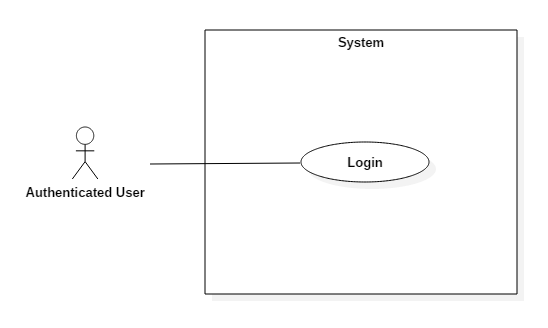 System
Login
Authenticated User